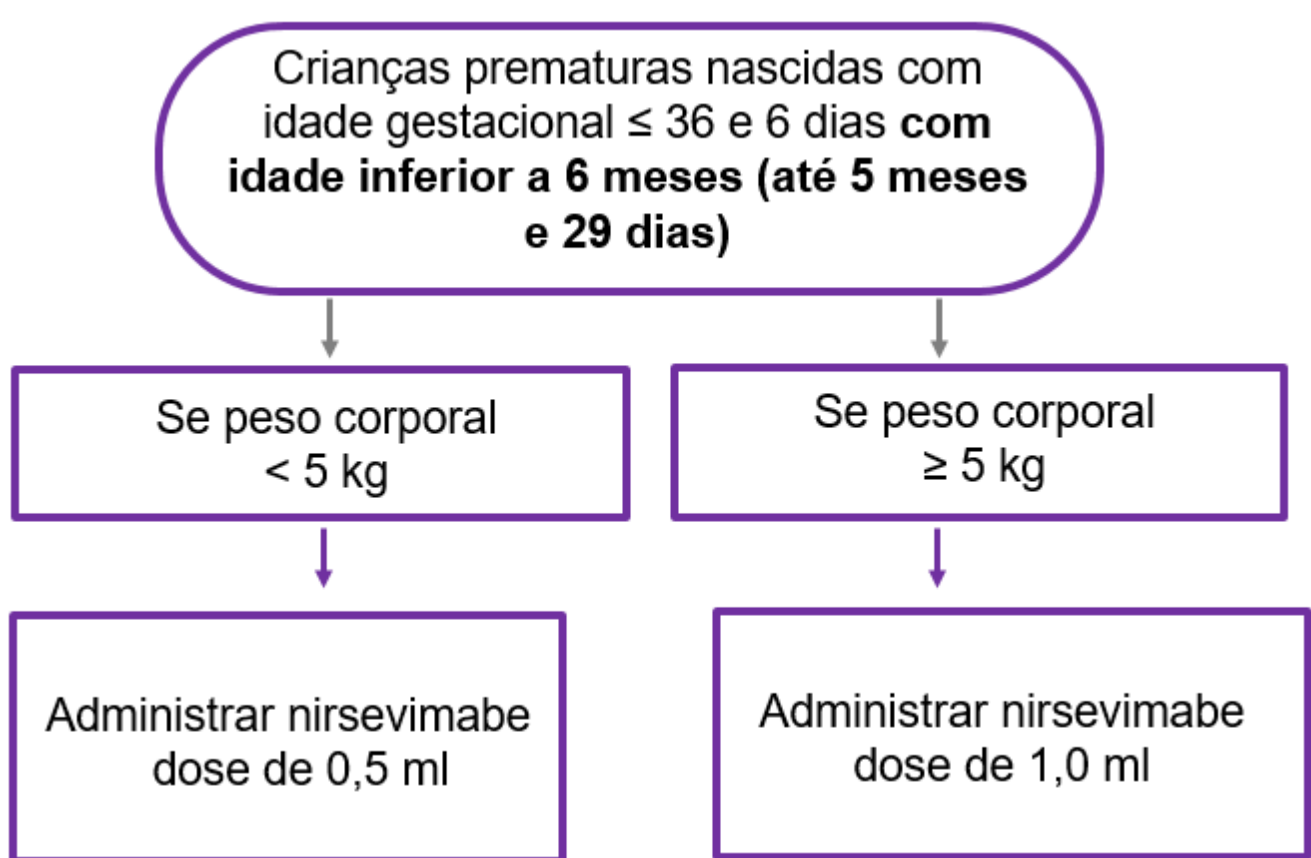 Crianças prematuras nascidas com
idade gestacional ≤ 36 e 6 dias com
idade inferior a 6 meses (até 5 meses
e 29 dias)
Se peso corporal
< 5 kg
Se peso corporal
≥ 5 kg
Administrar nirsevimabe
dose de 0,5 ml
Administrar nirsevimabe
dose de 1,0 ml